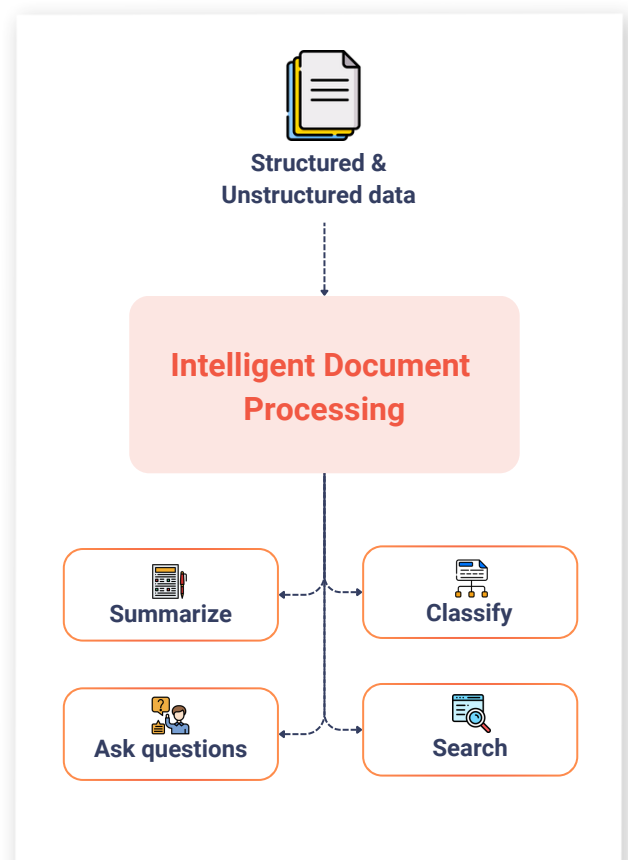 Structured &
Unstructured data
Intelligent Document
Processing
Summarize
Classify
?
Ask questions
Search